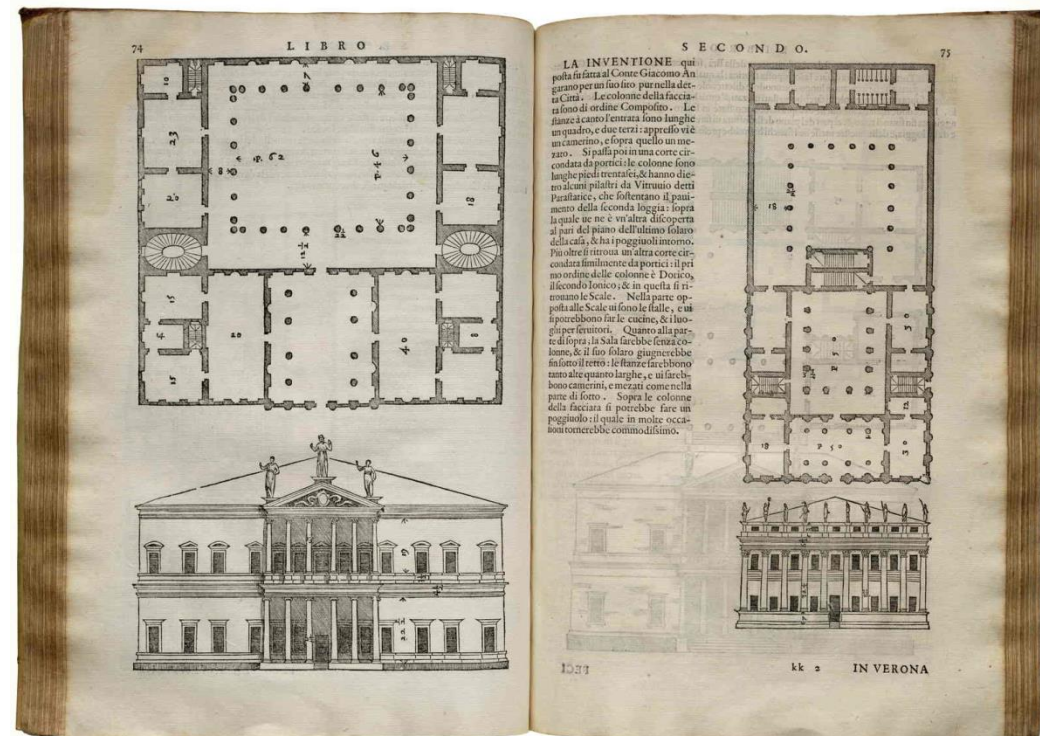 74
LIBRO
SECONDO.
75
LA INVENTIONE qui
posta fu fatta al Conte Giacomo An
garano per un suo sito pur nella det-
ta Città. Le colonne della faccia-
ta sono di ordine Composito. Le
stanze à canto l'entrata sono lunghe
un quadro, e due terzi: appresso vi è
un camerino, e sopra quello un me-
zato. Si passa poi in una corte cir-
condata da portici: le colonne sono
lunghe piedi trentasei, & hanno die-
tro alcuni pilastri da Vitruuio detti
Parastatice, che sostentano il paui-
mento della seconda loggia: sopra
la quale ue ne è vn'altra discoperta
al pari del piano dell'ultimo solaro
della casa, & ha i poggiuoli intorno.
Più oltre si ritroua un'altra corte cir-
condata similmente da portici: il pri
mo ordine delle colonne è Dorico,
il secondo Ionico; & in questa si ri-
trouano le Scale. Nella parte op-
posta alle Scale ui sono le stalle, e ui
si potrebbono far le cucine, & i luo-
ghi per seruitori. Quanto alla par-
te di sopra; la Sala sarebbe senza co-
lonne, & il suo solaro giugnerebbe
fin sotto il tetto: le stanze sarebbono
tanto alte quanto larghe, e ui sareb-
bono camerini, e mezati come nella
parte di sotto. Sopra le colonne
della facciata si potrebbe fare un
poggiuolo: il quale in molte occa-
sioni tornerebbe commodissimo.
kk 2
IN VERONA